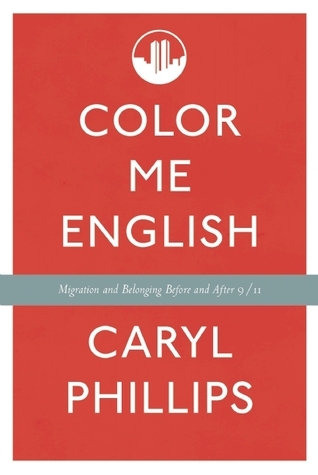 COLOR
ME
ENGLISH
Migration and Belonging Before and After 9/11
CARYL
PHILLIPS